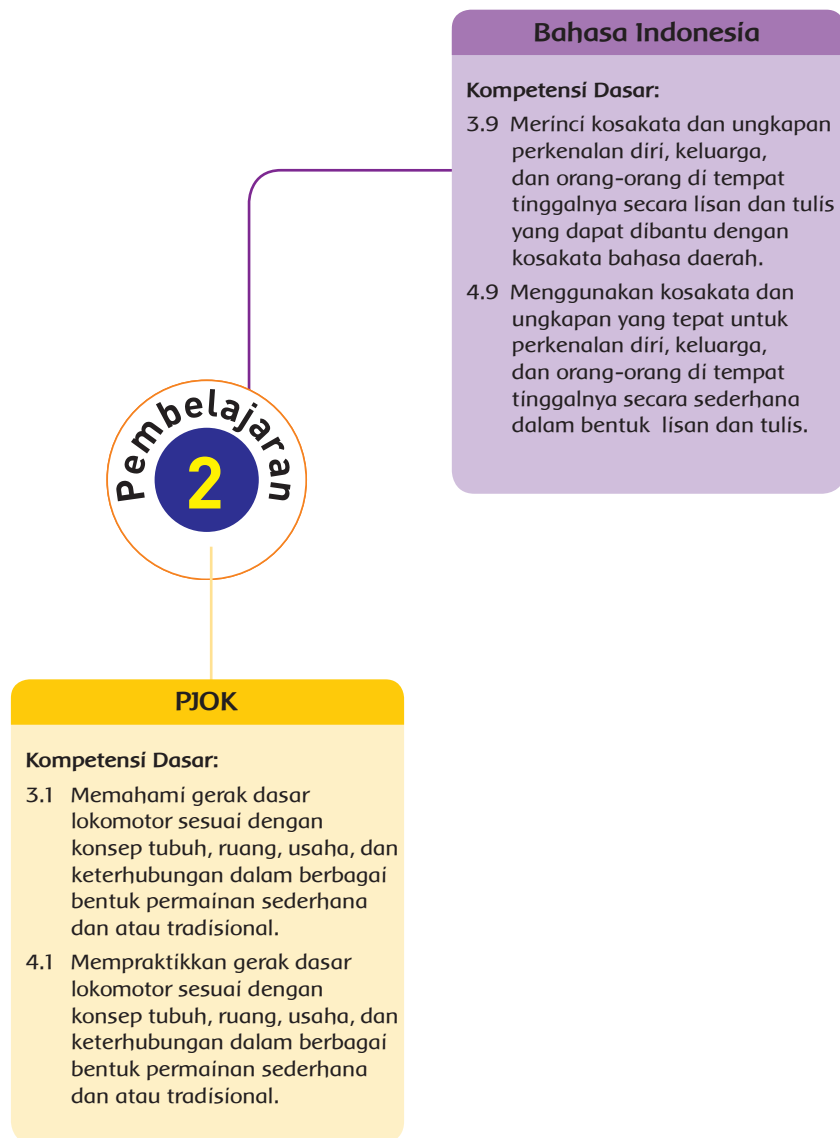 Bahasa Indonesia
Kompetensi Dasar:
3.9 Merinci kosakata dan ungkapan
perkenalan diri, keluarga,
dan orang-orang di tempat
tinggalnya secara lisan dan tulis
yang dapat dibantu dengan
kosakata bahasa daerah.
4.9 Menggunakan kosakata dan
ungkapan yang tepat untuk
perkenalan diri, keluarga,
dan orang-orang di tempat
tinggalnya secara sederhana
dalam bentuk lisan dan tulis.
Pembelajaran
2
PJOK
Kompetensi Dasar:
3.1 Memahami gerak dasar
lokomotor sesuai dengan
konsep tubuh, ruang, usaha, dan
keterhubungan dalam berbagai
bentuk permainan sederhana
dan atau tradisional.
4.1 Mempraktikkan gerak dasar
lokomotor sesuai dengan
konsep tubuh, ruang, usaha, dan
keterhubungan dalam berbagai
bentuk permainan sederhana
dan atau tradisional.